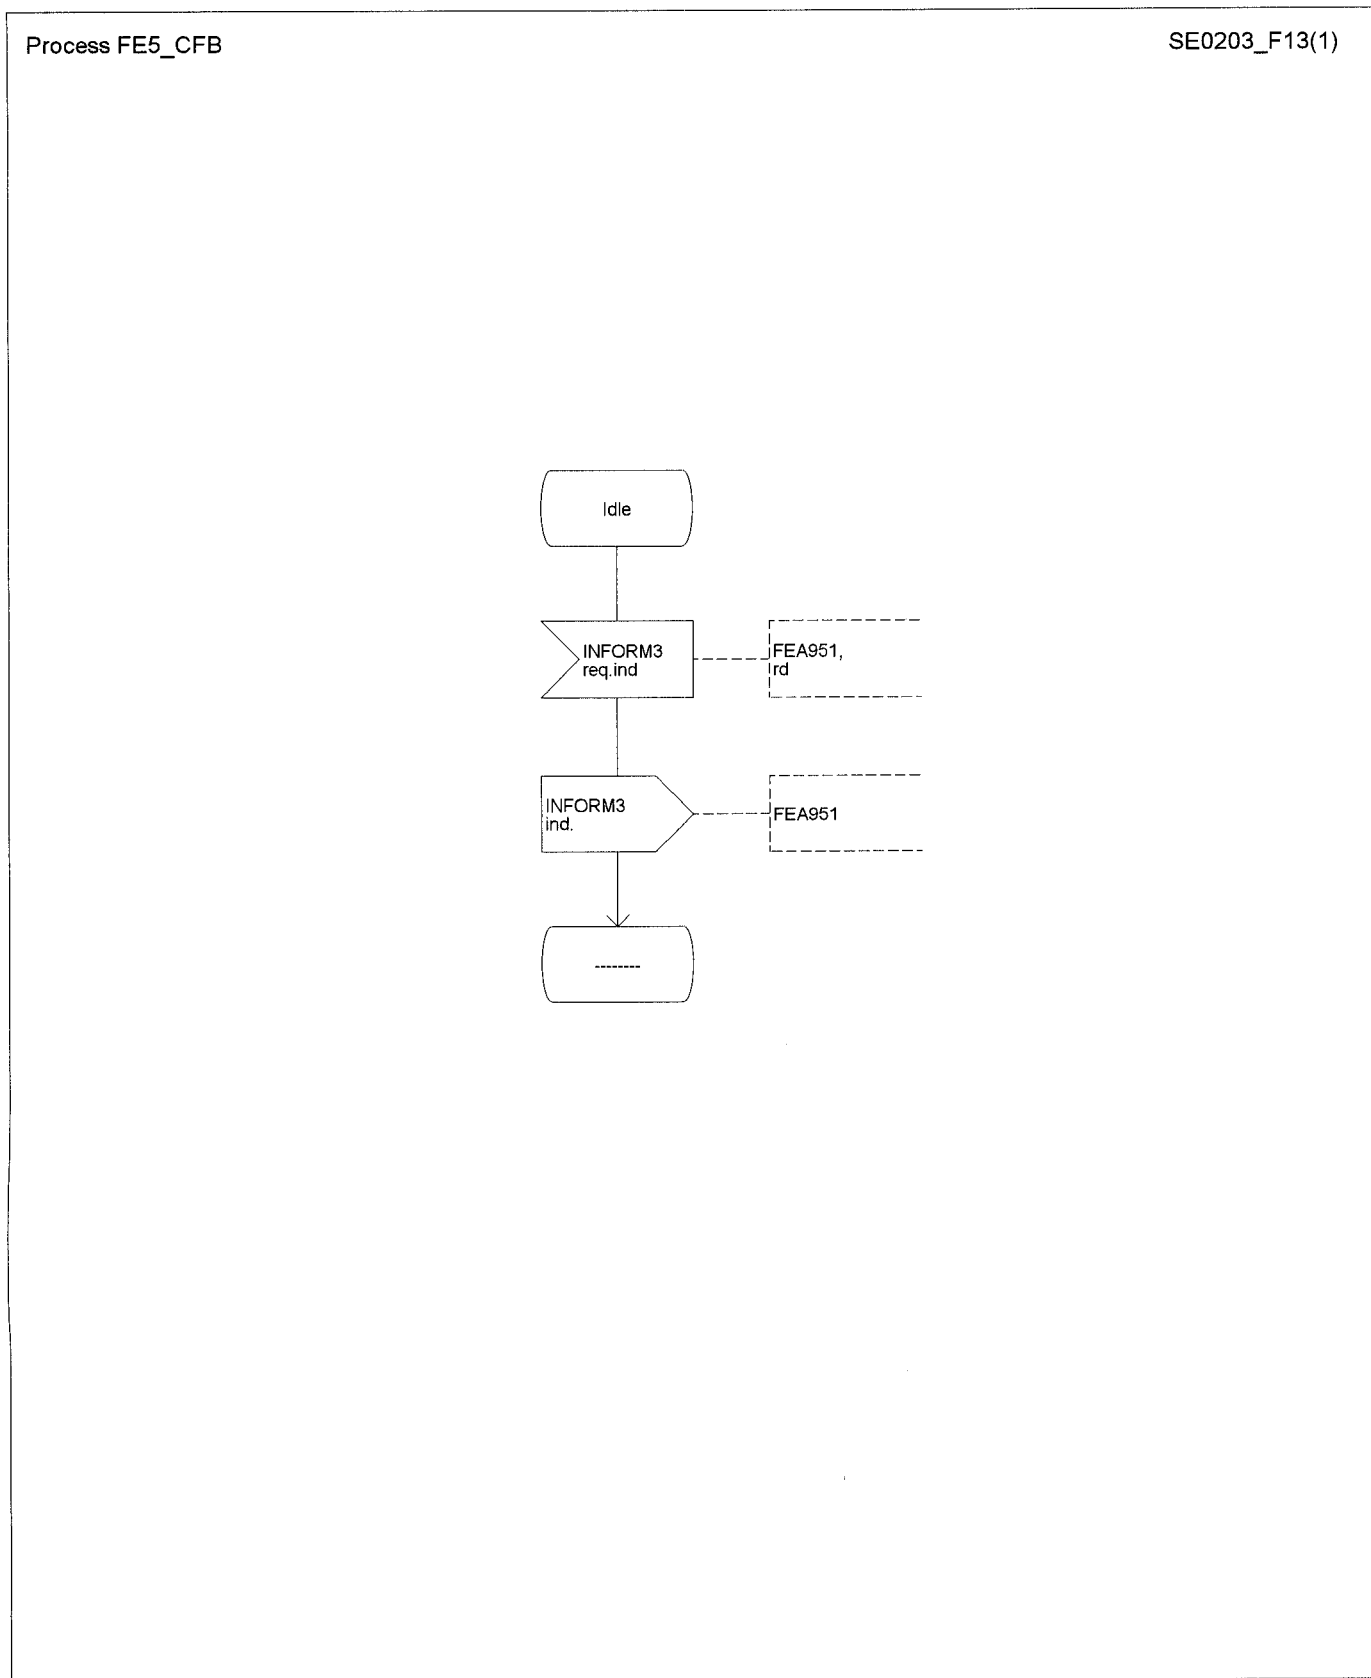 Process FE5_CFB
SE0203_F13(1)
Idle
INFORM3
req.ind
FEA951,
rd
INFORM3
ind.
FEA951
--------